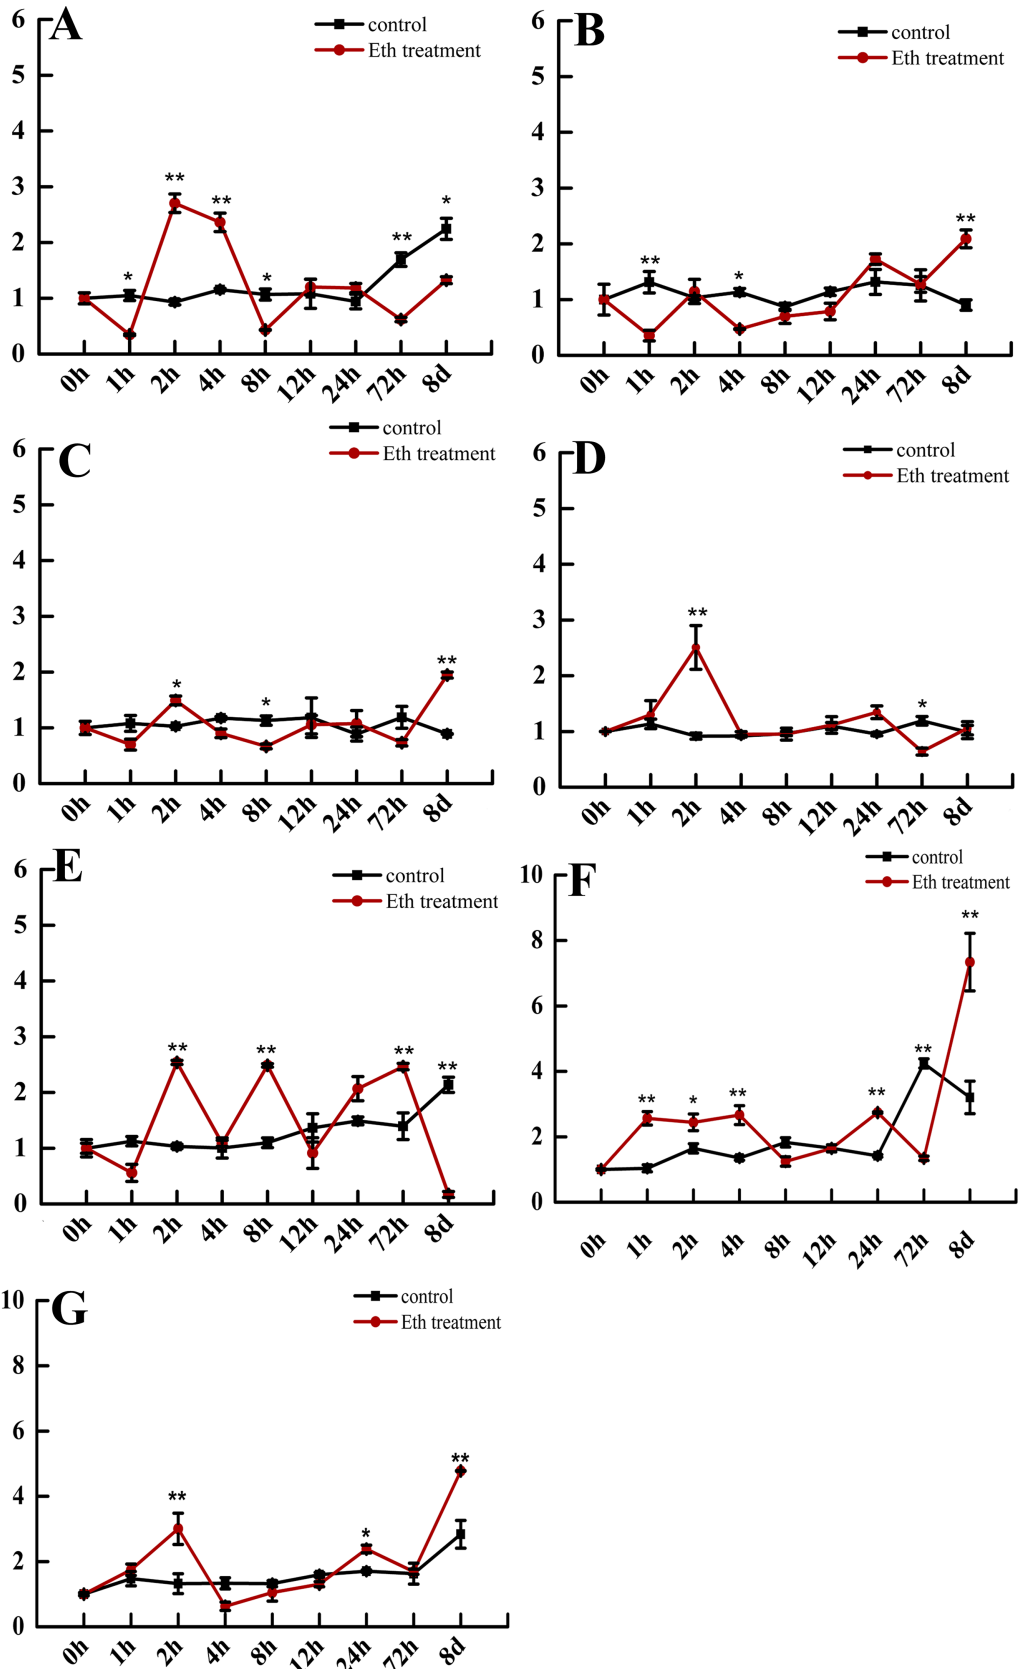 A
control
Eth treatment
6
5
4
3
2
1
0
* ** ** * ** *
0h 1h 2h 4h 8h 12h 24h 72h 8d
B
control
Eth treatment
6
5
4
3
2
1
0
** * **
0h 1h 2h 4h 8h 12h 24h 72h 8d
C
control
Eth treatment
6
5
4
3
2
1
0
* * **
0h 1h 2h 4h 8h 12h 24h 72h 8d
D
control
Eth treatment
6
5
4
3
2
1
0
** *
0h 1h 2h 4h 8h 12h 24h 72h 8d
E
control
Eth treatment
6
5
4
3
2
1
0
** ** ** **
0h 1h 2h 4h 8h 12h 24h 72h 8d
F
control
Eth treatment
10
8
6
4
2
0
** * ** ** ** **
0h 1h 2h 4h 8h 12h 24h 72h 8d
G
control
Eth treatment
10
8
6
4
2
0
** * **
0h 1h 2h 4h 8h 12h 24h 72h 8d